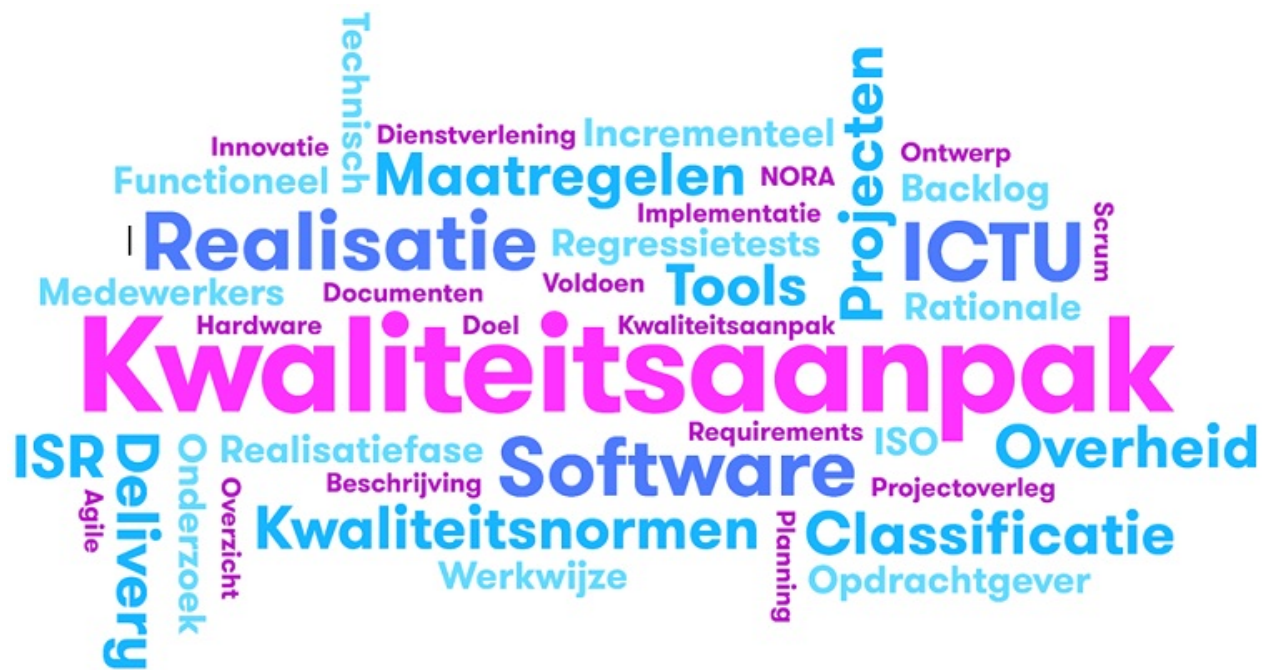 Technisch
Projecten
Innovatie
Dienstverlening
Incrementeel
Functioneel
Maatregelen
NORA
Ontwerp
Backlog
Implementatie
Realisatie
Regressietests
ICTU
Scrum
Medewerkers
Documenten
Voldoen
Tools
Rationale
Hardware
Doel
Kwaliteitsaanpak
Kwaliteitsaanpak
ISR
Delivery
Onderzoek
Realisatiefase
Software
Requirements
ISO
Overheid
Agile
Overzicht
Beschrijving
Projectoverleg
Kwaliteitsnormen
Planning
Classificatie
Werkwijze
Opdrachtgever